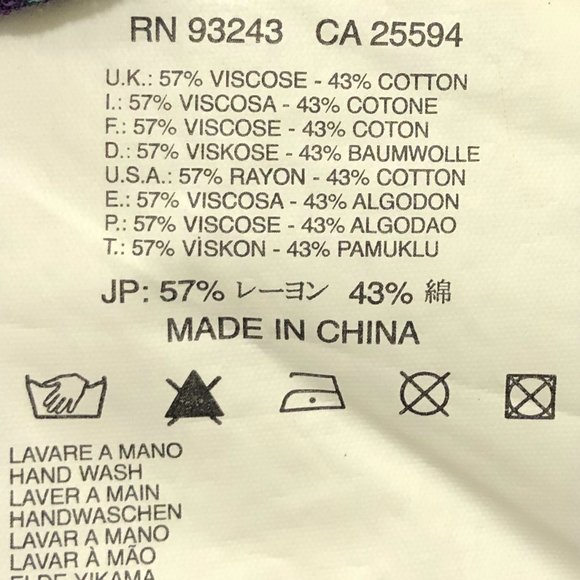 RN 93243 CA 25594
U.K.: 57% VISCOSE - 43% COTTON
I.: 57% VISCOSA - 43% COTONE
F.: 57% VISCOSE - 43% COTON
D.: 57% VISKOSE - 43% BAUMWOLLE
U.S.A.: 57% RAYON - 43% COTTON
E.: 57% VISCOSA - 43% ALGODON
P.: 57% VISCOSE - 43% ALGODAO
T.: 57% VİSKON - 43% PAMUKLU
JP: 57% レーヨン 43% 綿
MADE IN CHINA
LAVARE A MANO
HAND WASH
LAVER A MAIN
HANDWASCHEN
LAVAR A MANO
LAVAR À MÃO
ELDE YIKAMA